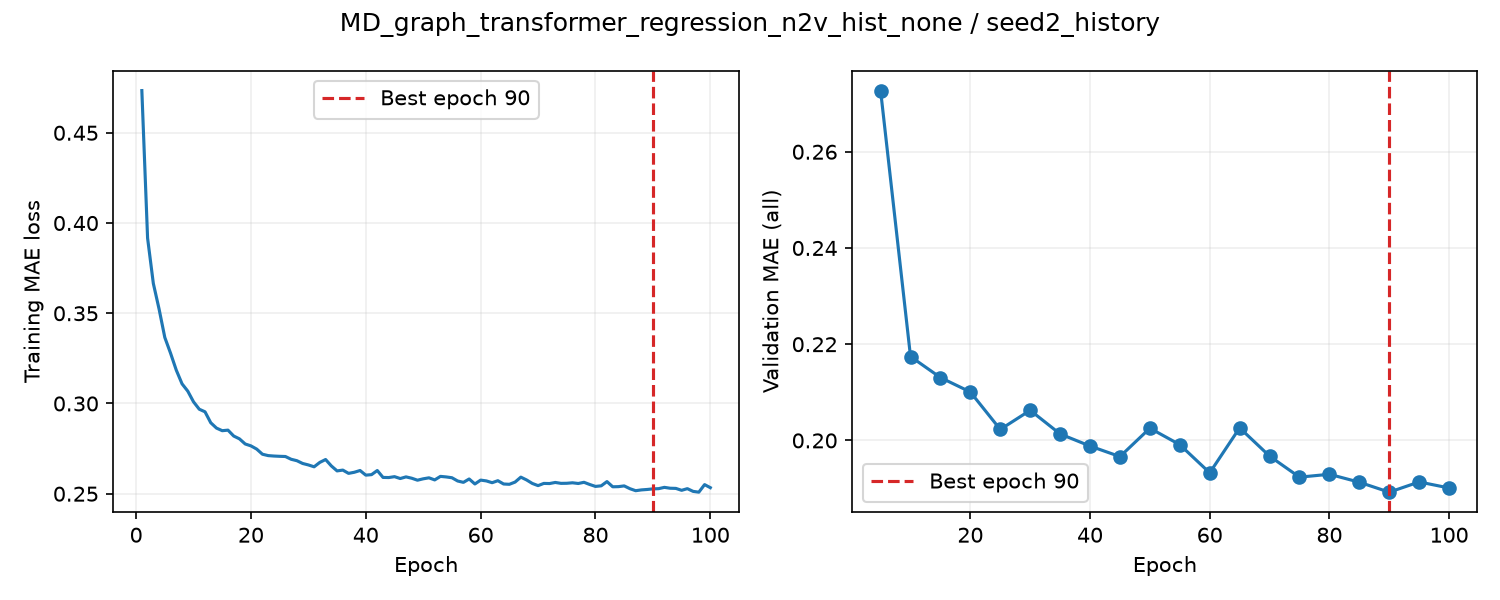 MD_graph_transformer_regression_n2v_hist_none / seed2_history
Training MAE loss
0.45
0.40
0.35
0.30
0.25
Best epoch 90
0
20
40
60
80
100
Epoch
Validation MAE (all)
0.26
0.24
0.22
0.20
Best epoch 90
20
40
60
80
100
Epoch